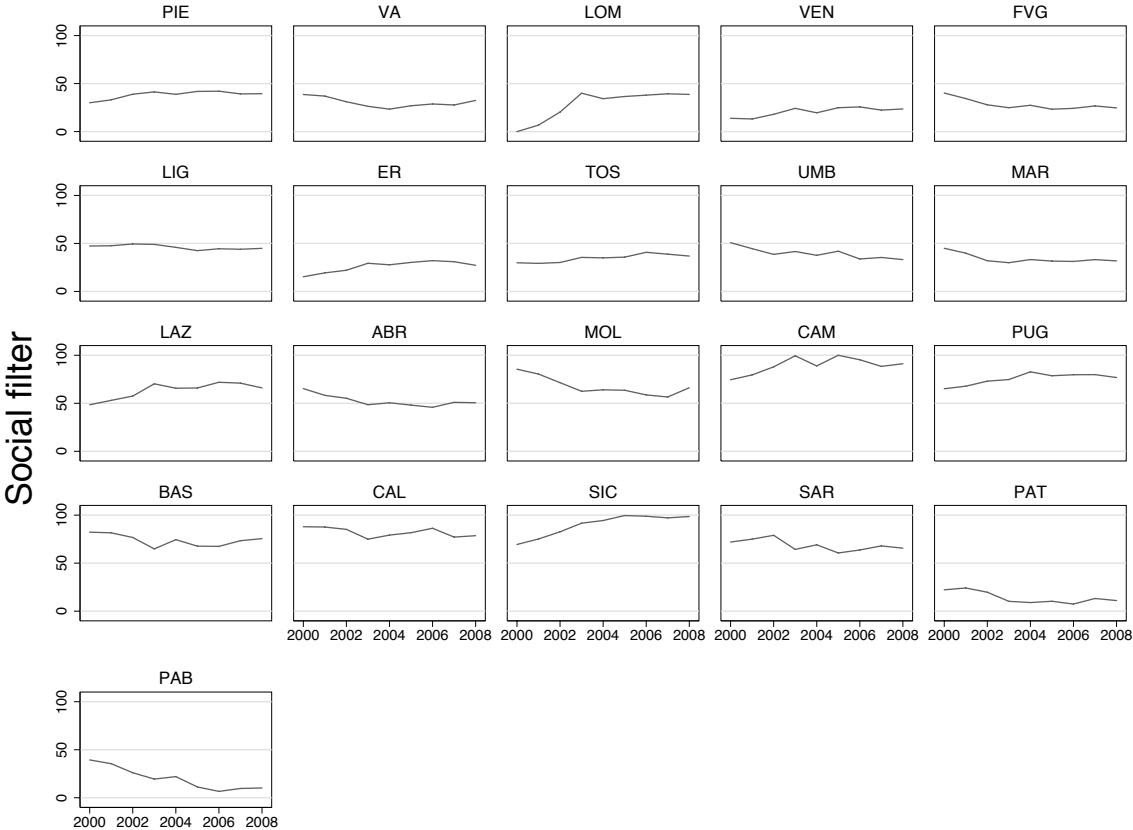 PIE VA LOM VEN FVG
100
50
0
LIG ER TOS UMB MAR
100
50
0
LAZ ABR MOL CAM PUG
100
50
0
BAS CAL SIC SAR PAT
100
50
0
2000 2002 2004 2006 2008 2000 2002 2004 2006 2008 2000 2002 2004 2006 2008 2000 2002 2004 2006 2008
PAB
100
50
0
2000 2002 2004 2006 2008
Social filter